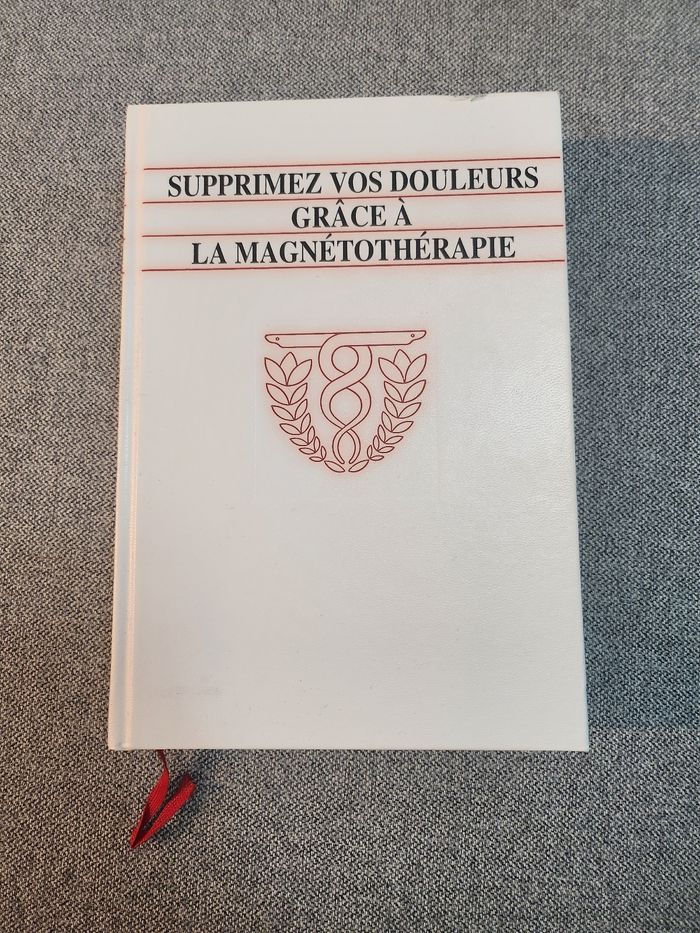 SUPPRIMEZ VOS DOULEURS
GRÂCE À
LA MAGNÉTOTHÉRAPIE